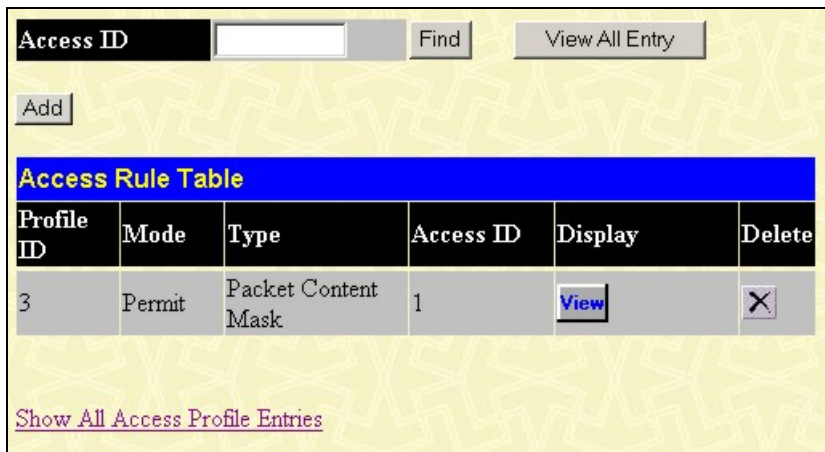 Access ID Find View All Entry
Add
Access Rule Table
Profile ID Mode Type Access ID Display Delete
3 Permit Packet Content Mask 1 View X
Show All Access Profile Entries